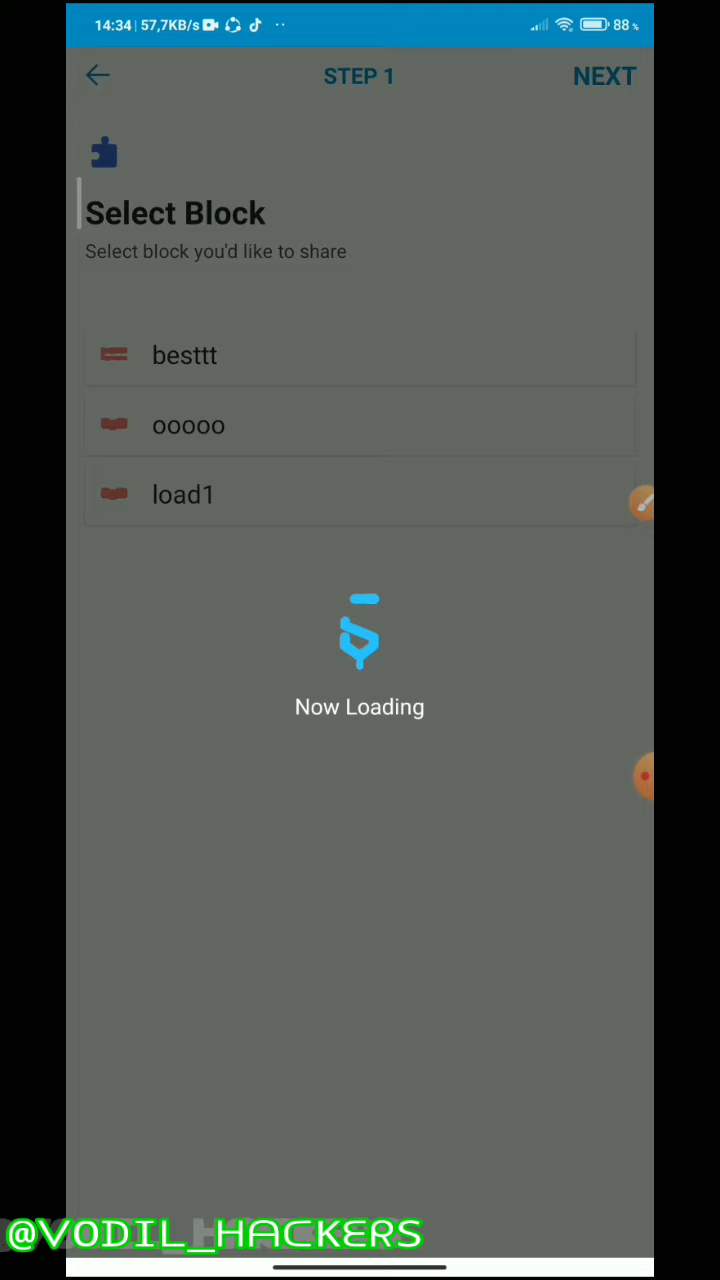 14:34 57,7KB/s 88 %
STEP 1 NEXT
Select Block
Select block you'd like to share
besttt
ooooo
load1
Now Loading
@VODIL_HACKERS